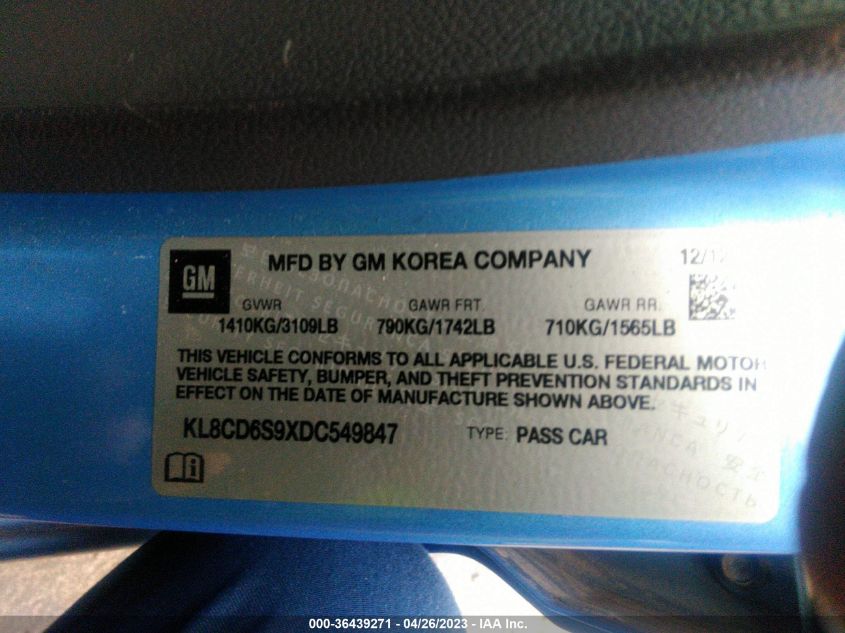 MFD BY GM KOREA COMPANY
12/12
GM
GVWR GAWR FRT. GAWR RR.
1410KG/3109LB 790KG/1742LB 710KG/1565LB
THIS VEHICLE CONFORMS TO ALL APPLICABLE U.S. FEDERAL MOTOR
VEHICLE SAFETY, BUMPER, AND THEFT PREVENTION STANDARDS IN
EFFECT ON THE DATE OF MANUFACTURE SHOWN ABOVE.
KL8CD6S9XDC549847 TYPE: PASS CAR
000-36439271 - 04/26/2023 - IAA Inc.